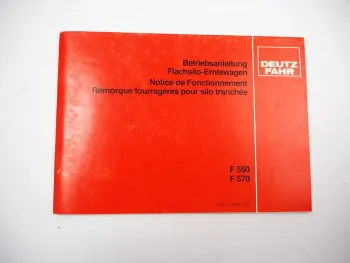 Betriebsanleitung
Flachsilo-Erntewagen
Notice de Fonctionnement
Remorque fourragères pour silo tranchée
DEUTZ
FAHR
F 550
F 570